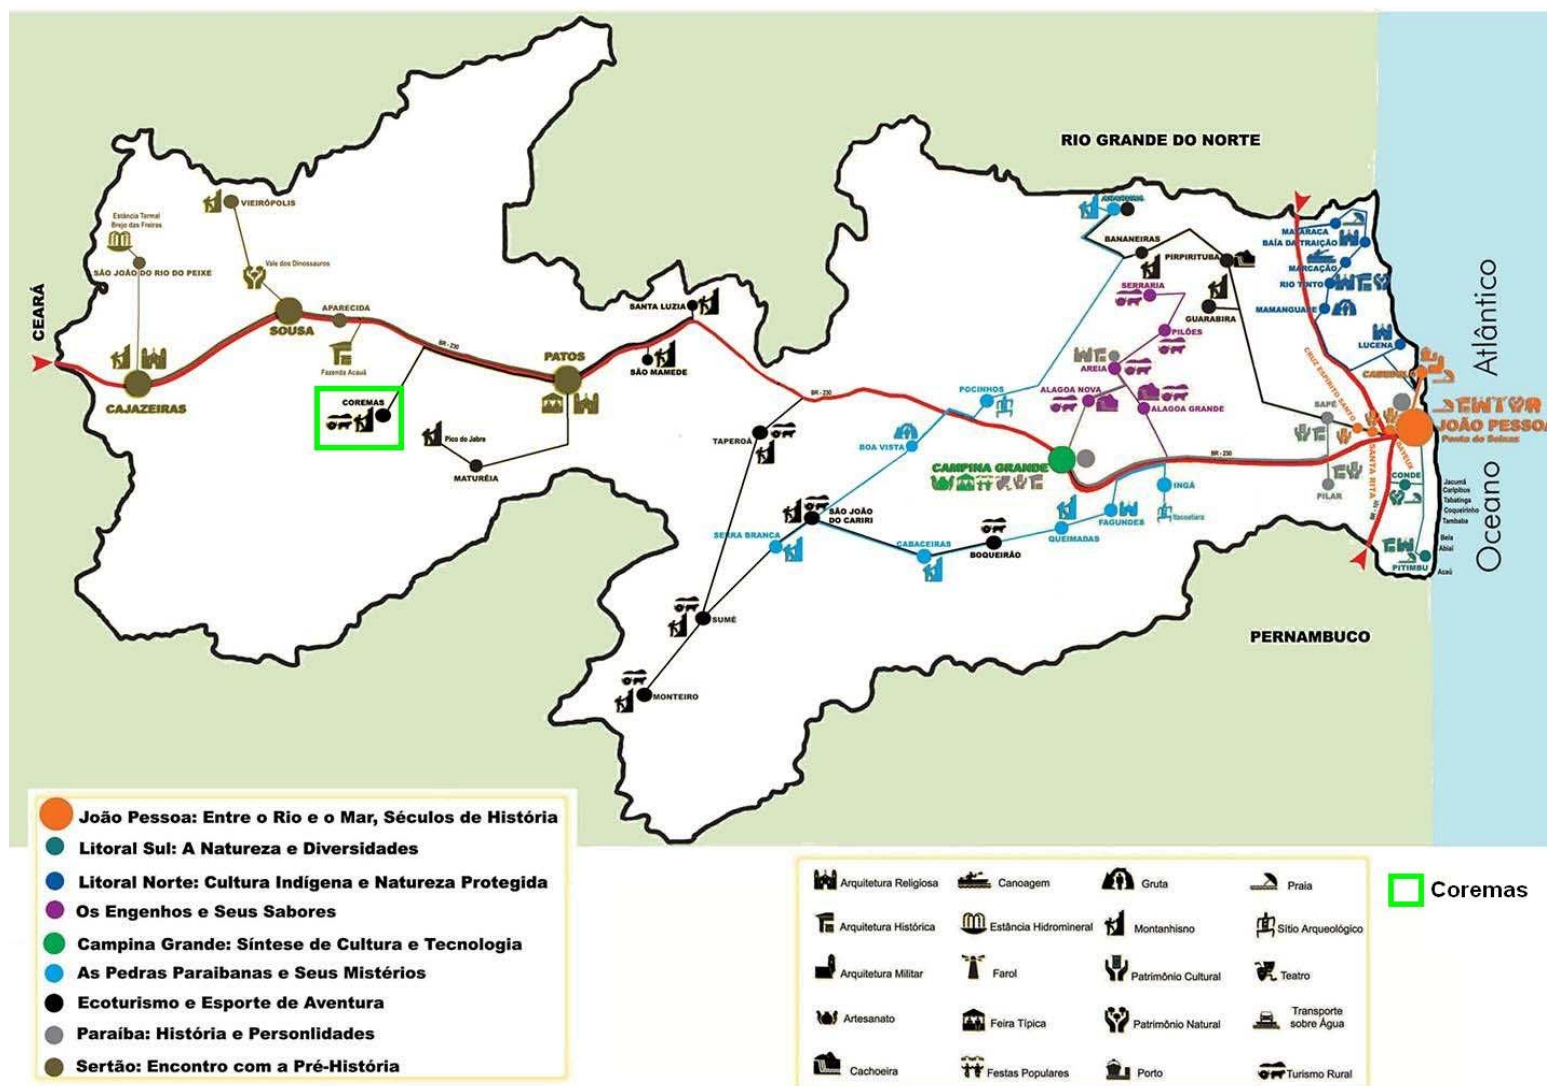 RIO GRANDE DO NORTE
CEARÁ
PERNAMBUCO
Oceano Atlântico
VIEIRÓPOLIS
Estância Termal
Brejo das Freiras
SÃO JOÃO DO RIO DO PEIXE
Vale dos Dinossauros
SOUSA
APARECIDA
Fazenda Acauã
CAJAZEIRAS
BR - 230
COREMAS
PATOS
Pico do Jabre
MATURÉIA
SANTA LUZIA
SÃO MAMEDE
BR - 230
TAPEROÁ
SÃO JOÃO
DO CARIRI
SERRA BRANCA
SUMÉ
MONTEIRO
CABACEIRAS
BOQUEIRÃO
QUEIMADAS
FAGUNDES
INGÁ
Itacoatiara
BOA VISTA
POCINHOS
CAMPINA GRANDE
BANANEIRAS
PIRPIRITUBA
SERRARIA
GUARABIRA
PILÕES
AREIA
ALAGOA NOVA
ALAGOA GRANDE
BR - 230
SAPÉ
PILAR
MATARACA
BAÍA DA TRAIÇÃO
MARCAÇÃO
RIO TINTO
MAMANGUAPE
LUCENA
CRUZ ESPÍRITO SANTO
SANTA RITA
BAYEUX
JOÃO PESSOA
Ponta do Seixas
CONDE
Jacumã
Caribipos
Tabatinga
Coqueirinho
Tambaba
Bela
Abiaí
Acaú
PITIMBU
João Pessoa: Entre o Rio e o Mar, Séculos de História
Litoral Sul: A Natureza e Diversidades
Litoral Norte: Cultura Indígena e Natureza Protegida
Os Engenhos e Seus Sabores
Campina Grande: Síntese de Cultura e Tecnologia
As Pedras Paraibanas e Seus Mistérios
Ecoturismo e Esporte de Aventura
Paraíba: História e Personlidades
Sertão: Encontro com a Pré-História
Arquitetura Religiosa
Canoagem
Gruta
Praia
Arquitetura Histórica
Estância Hidromineral
Montanhisno
Sítio Arqueológico
Arquitetura Militar
Farol
Patrimônio Cultural
Teatro
Artesanato
Feira Típica
Patrimônio Natural
Transporte
sobre Água
Cachoeira
Festas Populares
Porto
Turismo Rural
Coremas